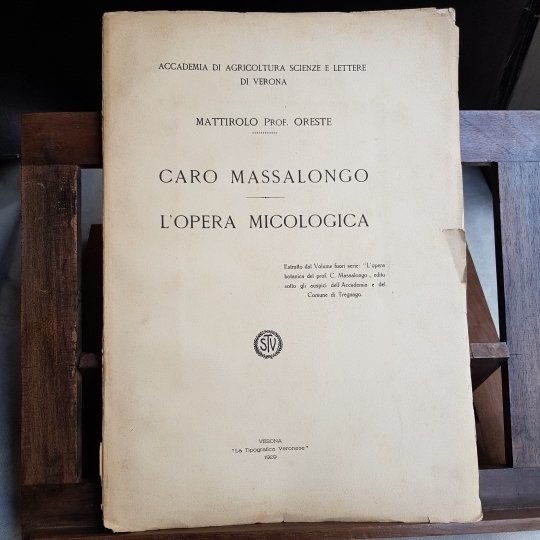 ACCADEMIA DI AGRICOLTURA SCIENZE E LETTERE
DI VERONA
MATTIROLO PROF. ORESTE
CARO MASSALONGO
L'OPERA MICOLOGICA
Estratto dal Volume fuori serie: "L'opera
botanica del prof. C. Massalongo, edito
sotto gli auspici dell'Accademia e del
Comune di Tregnago.
STV
VERONA
"La Tipografica Veronese"
1929